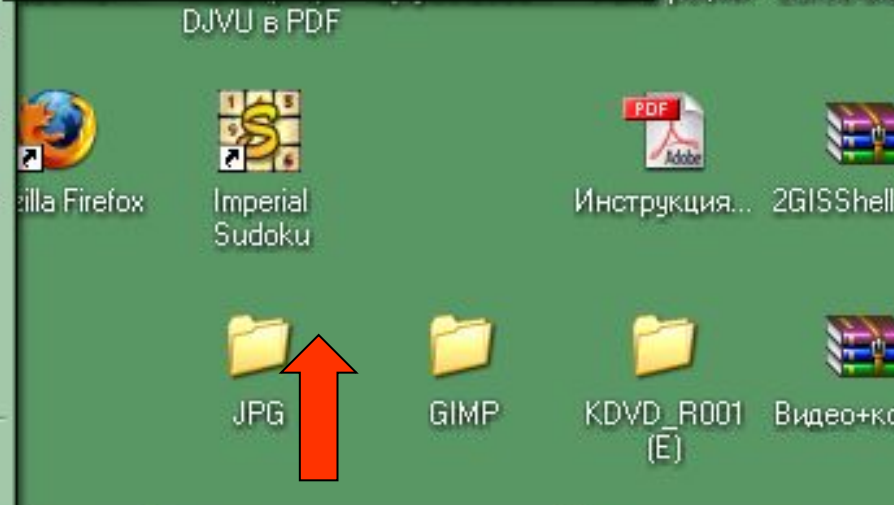 DJVU в PDF
zilla Firefox
Imperial
Sudoku
PDF
Adobe
Инструкция...
2GISShell
JPG
GIMP
KDVD_R001
(E)
Видео+ко